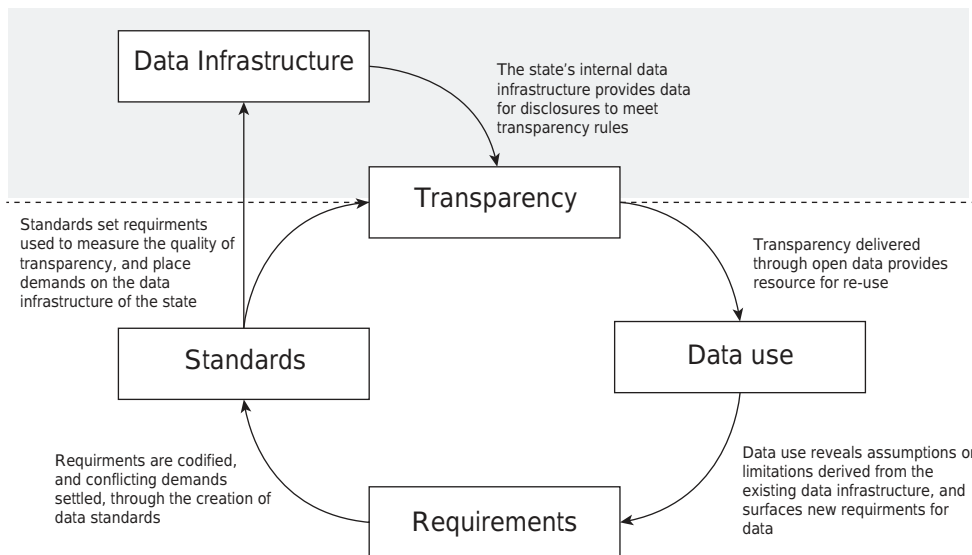 Data Infrastructure
The state's internal data
infrastructure provides data
for disclosures to meet
transparency rules
Transparency
Standards set requirments
used to measure the quality of
transparency, and place
demands on the data
infrastructure of the state
Transparency delivered
through open data provides
resource for re-use
Standards
Data use
Requirments are codified,
and conflicting demands
settled, through the creation of
data standards
Data use reveals assumptions or
limitations derived from the
existing data infrastructure, and
surfaces new requirments for
data
Requirements